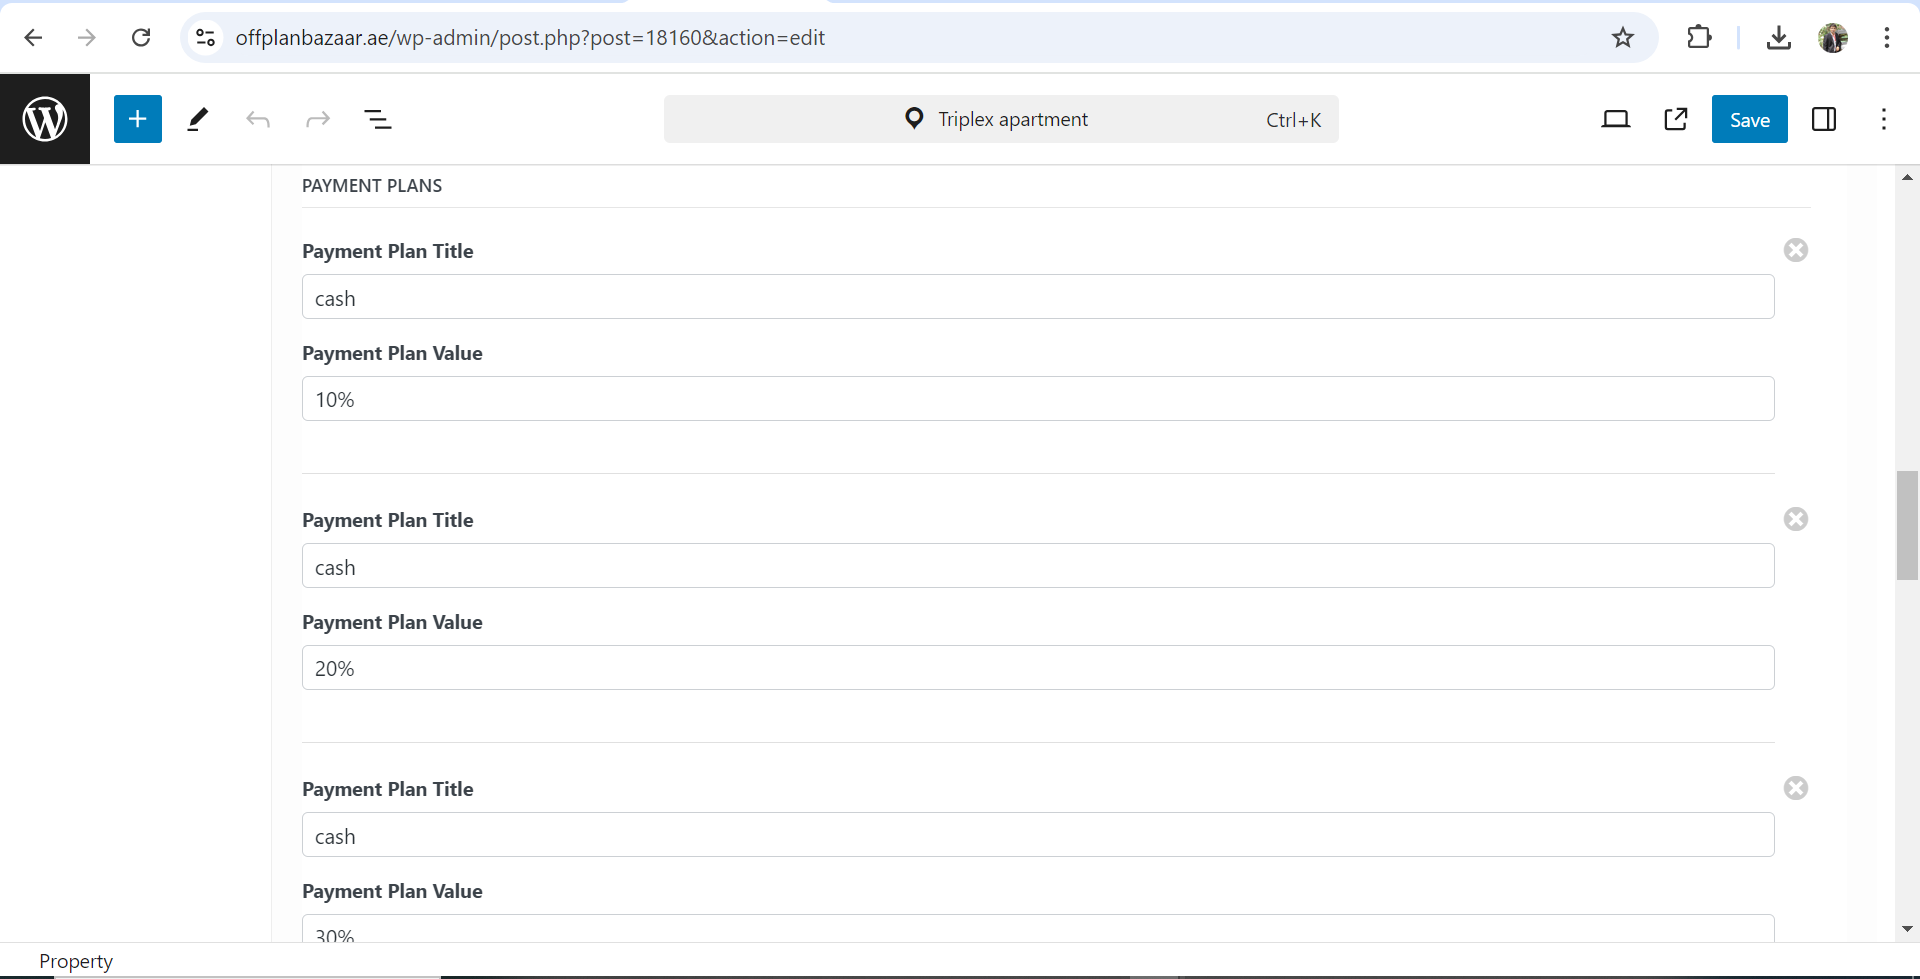 offplanbazaar.ae/wp-admin/post.php?post=18160&action=edit
Triplex apartment
Ctrl+K
Save
PAYMENT PLANS
Payment Plan Title
cash
Payment Plan Value
10%
Payment Plan Title
cash
Payment Plan Value
20%
Payment Plan Title
cash
Payment Plan Value
30%
Property